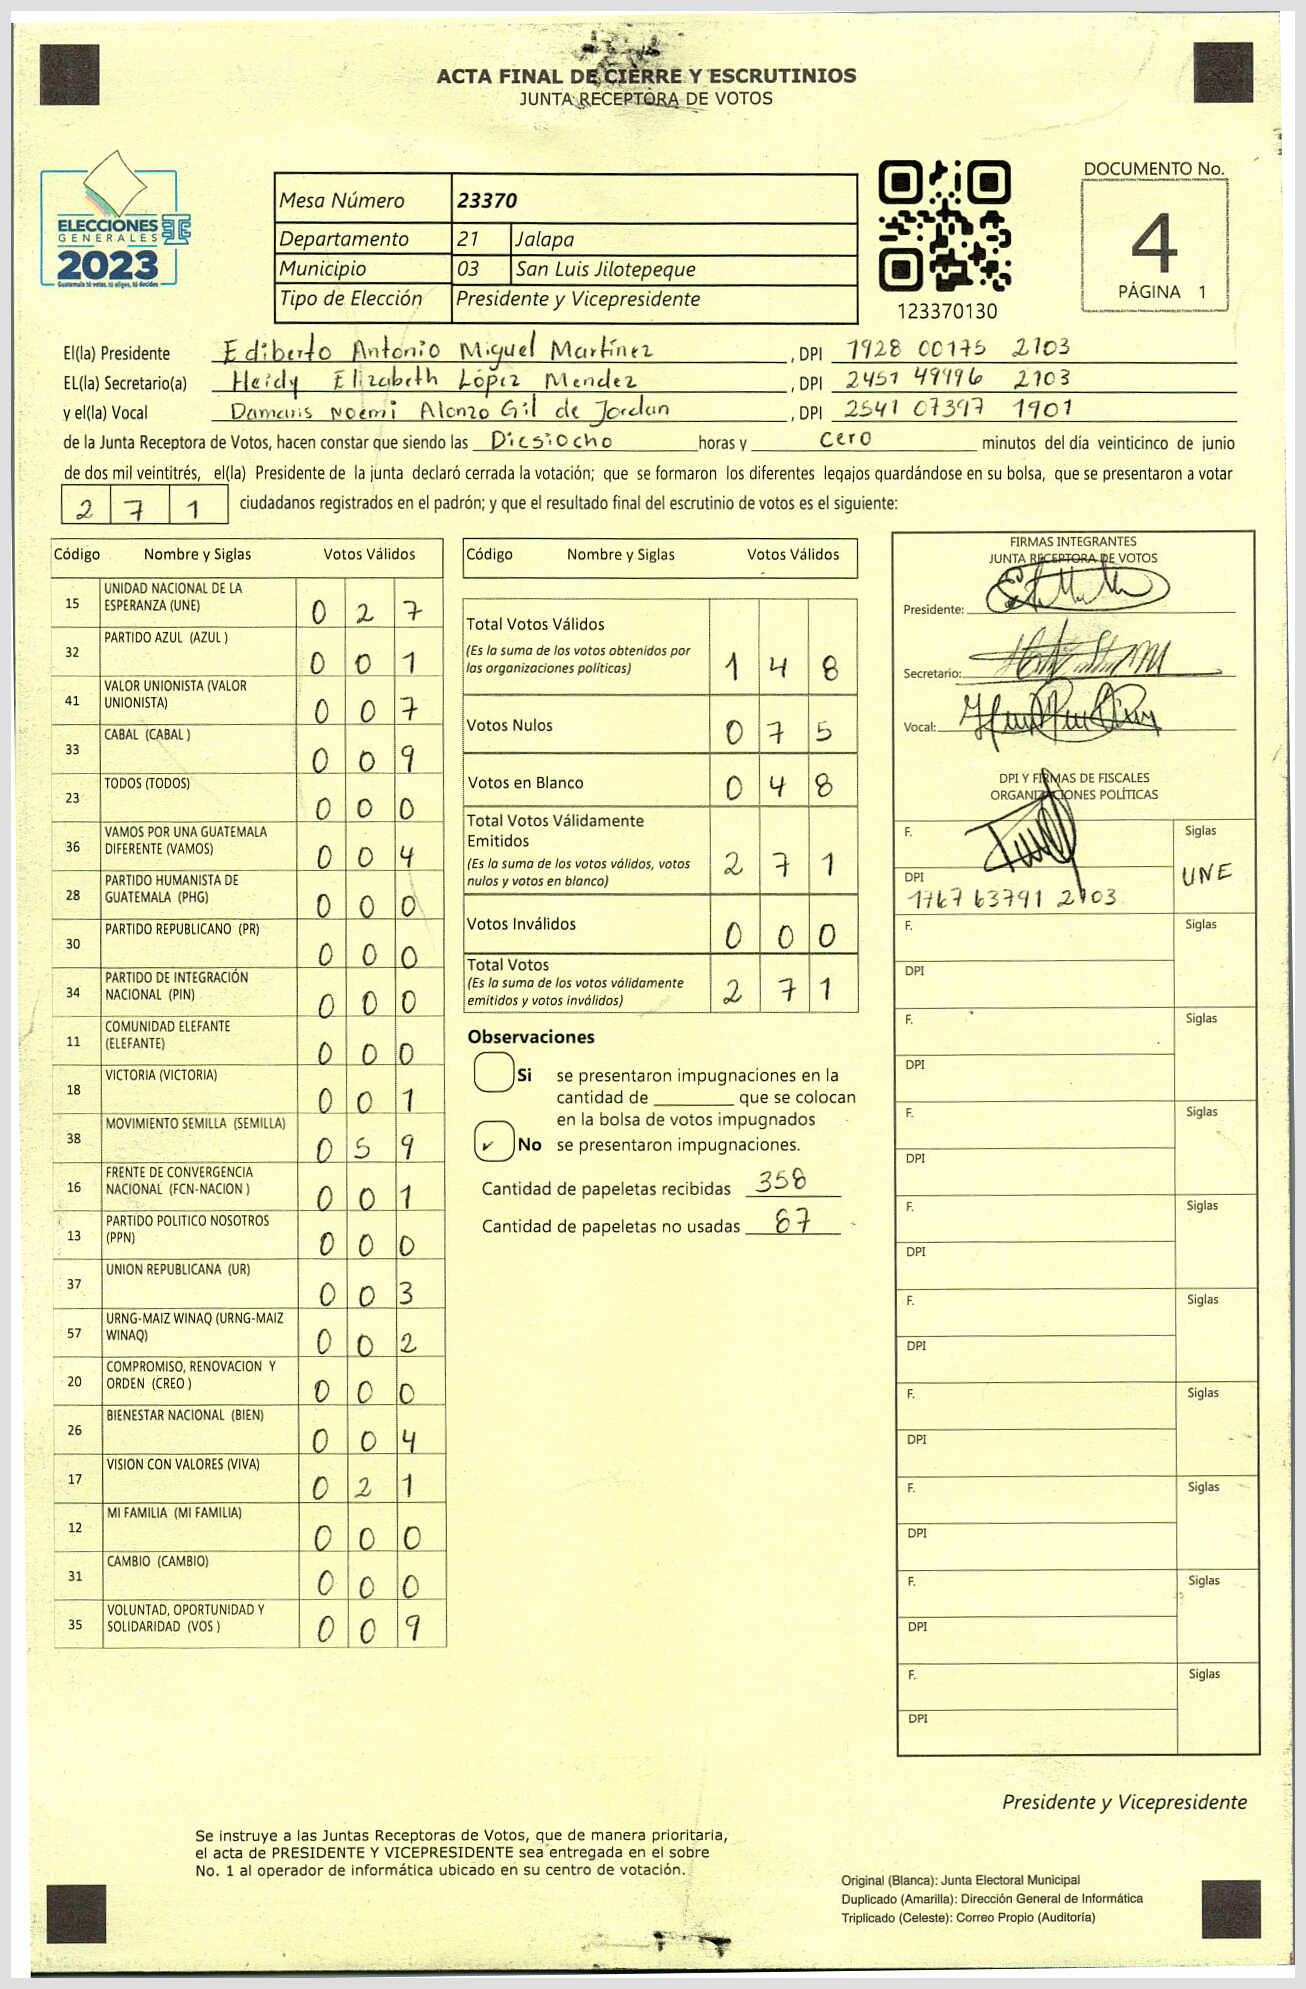 ACTA FINAL DE CIERRE Y ESCRUTINIOS
JUNTA RECEPTORA DE VOTOS
ELECCIONES
GENERALES
2023
Guatemala tú votas, tú eliges, tú decides
Mesa Número 23370
Departamento 21 Jalapa
Municipio 03 San Luis Jilotepeque
Tipo de Elección Presidente y Vicepresidente
123370130
DOCUMENTO No.
4
PÁGINA 1
El(la) Presidente Ediberto Antonio Miguel Martínez, DPI 1928 00175 2103
EL(la) Secretario(a) Heidy Elizabeth López Mendez, DPI 2451 49496 2103
y el(la) Vocal Damaris Noemi Alonzo Gil de Jordan, DPI 2541 07397 1901
de la Junta Receptora de Votos, hacen constar que siendo las Diesiocho horas y cero minutos del día veinticinco de junio
de dos mil veintitrés, el(la) Presidente de la junta declaró cerrada la votación; que se formaron los diferentes legajos quardándose en su bolsa, que se presentaron a votar
2 7 1 ciudadanos registrados en el padrón; y que el resultado final del escrutinio de votos es el siguiente:
Código Nombre y Siglas Votos Válidos
15 UNIDAD NACIONAL DE LA
ESPERANZA (UNE) 0 2 7
32 PARTIDO AZUL (AZUL ) 0 0 1
41 VALOR UNIONISTA (VALOR
UNIONISTA) 0 0 7
33 CABAL (CABAL ) 0 0 9
23 TODOS (TODOS) 0 0 0
36 VAMOS POR UNA GUATEMALA
DIFERENTE (VAMOS) 0 0 4
28 PARTIDO HUMANISTA DE
GUATEMALA (PHG) 0 0 0
30 PARTIDO REPUBLICANO (PR) 0 0 0
34 PARTIDO DE INTEGRACIÓN
NACIONAL (PIN) 0 0 0
11 COMUNIDAD ELEFANTE
(ELEFANTE) 0 0 0
18 VICTORIA (VICTORIA) 0 0 1
38 MOVIMIENTO SEMILLA (SEMILLA) 0 5 9
16 FRENTE DE CONVERGENCIA
NACIONAL (FCN-NACION ) 0 0 1
13 PARTIDO POLITICO NOSOTROS
(PPN) 0 0 0
37 UNION REPUBLICANA (UR) 0 0 3
57 URNG-MAIZ WINAQ (URNG-MAIZ
WINAQ) 0 0 2
20 COMPROMISO, RENOVACION Y
ORDEN (CREO ) 0 0 0
26 BIENESTAR NACIONAL (BIEN) 0 0 4
17 VISION CON VALORES (VIVA) 0 2 1
12 MI FAMILIA (MI FAMILIA) 0 0 0
31 CAMBIO (CAMBIO) 0 0 0
35 VOLUNTAD, OPORTUNIDAD Y
SOLIDARIDAD (VOS ) 0 0 9
Código Nombre y Siglas Votos Válidos
Total Votos Válidos
(Es la suma de los votos obtenidos por
las organizaciones políticas) 1 4 8
Votos Nulos 0 7 5
Votos en Blanco 0 4 8
Total Votos Válidamente
Emitidos
(Es la suma de los votos válidos, votos
nulos y votos en blanco) 2 7 1
Votos Inválidos 0 0 0
Total Votos
(Es la suma de los votos válidamente
emitidos y votos inválidos) 2 7 1
Observaciones
Si se presentaron impugnaciones en la
cantidad de ________ que se colocan
en la bolsa de votos impugnados
✓ No se presentaron impugnaciones.
Cantidad de papeletas recibidas 358
Cantidad de papeletas no usadas 87
FIRMAS INTEGRANTES
JUNTA RECEPTORA DE VOTOS
Presidente:
Secretario:
Vocal:
DPI Y FIRMAS DE FISCALES
ORGANIZACIONES POLÍTICAS
F. Siglas
UNE
DPI
1767 63791 2103
F. Siglas
DPI
F. Siglas
DPI
F. Siglas
DPI
F. Siglas
DPI
F. Siglas
DPI
F. Siglas
DPI
F. Siglas
DPI
F. Siglas
DPI
F. Siglas
DPI
Presidente y Vicepresidente
Se instruye a las Juntas Receptoras de Votos, que de manera prioritaria,
el acta de PRESIDENTE Y VICEPRESIDENTE sea entregada en el sobre
No. 1 al operador de informática ubicado en su centro de votación.
Original (Blanca): Junta Electoral Municipal
Duplicado (Amarilla): Dirección General de Informática
Triplicado (Celeste): Correo Propio (Auditoría)